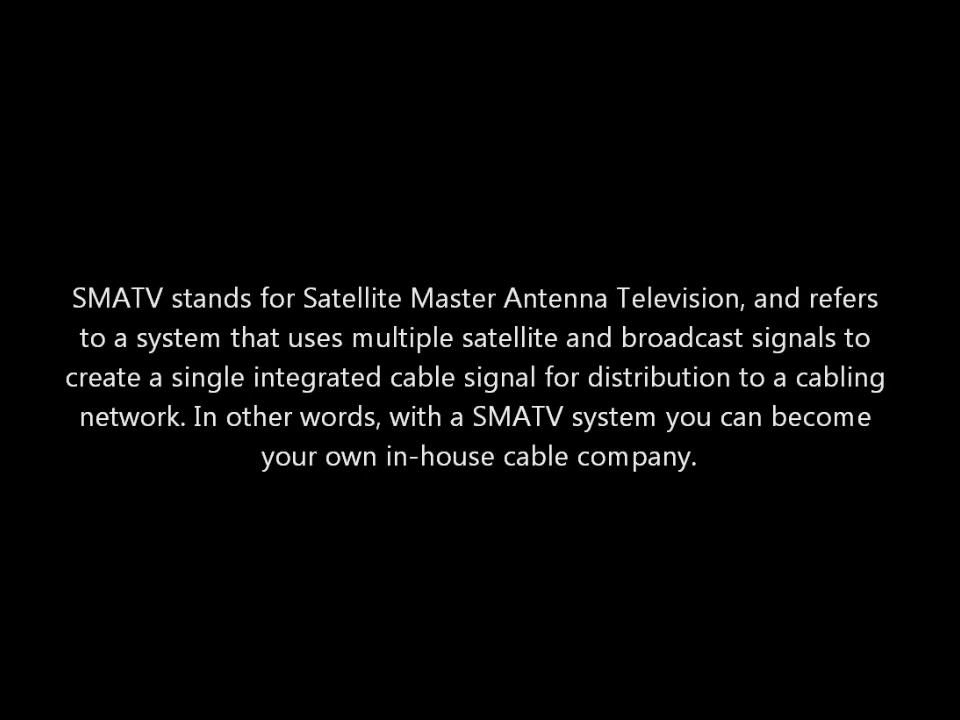 SMATV stands for Satellite Master Antenna Television, and refers
to a system that uses multiple satellite and broadcast signals to
create a single integrated cable signal for distribution to a cabling
network. In other words, with a SMATV system you can become
your own in-house cable company.